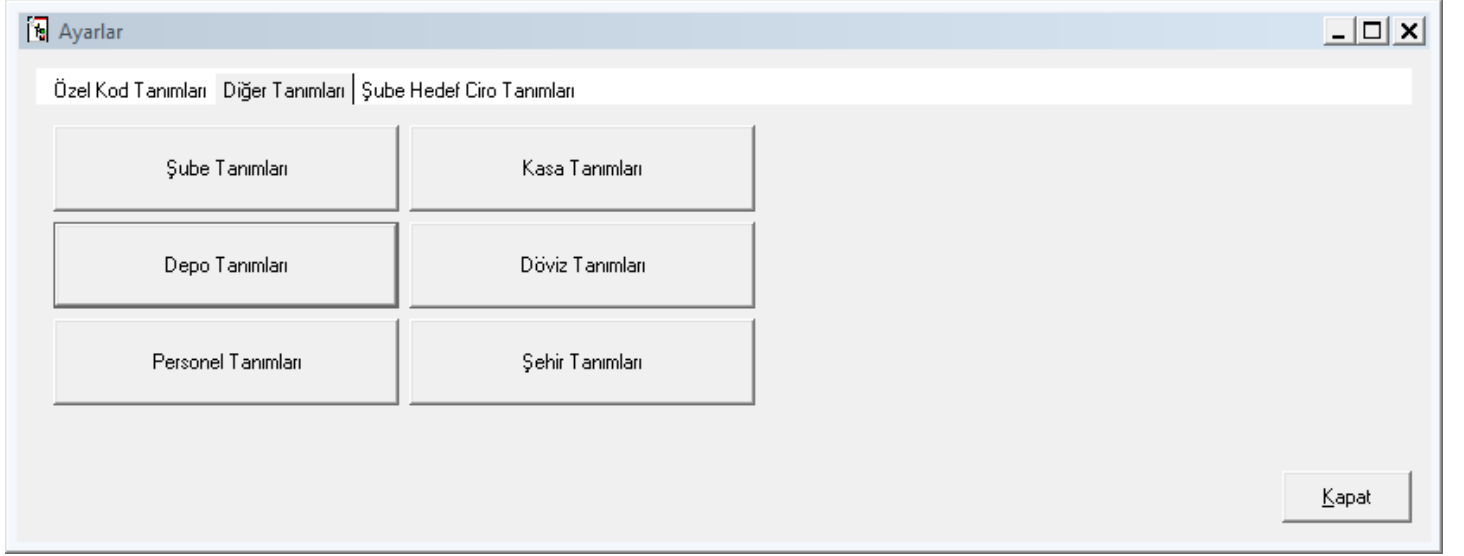 Ayarlar
Özel Kod Tanımları Diğer Tanımları Şube Hedef Ciro Tanımları
Şube Tanımları Kasa Tanımları
Depo Tanımları Döviz Tanımları
Personel Tanımları Şehir Tanımları
Kapat